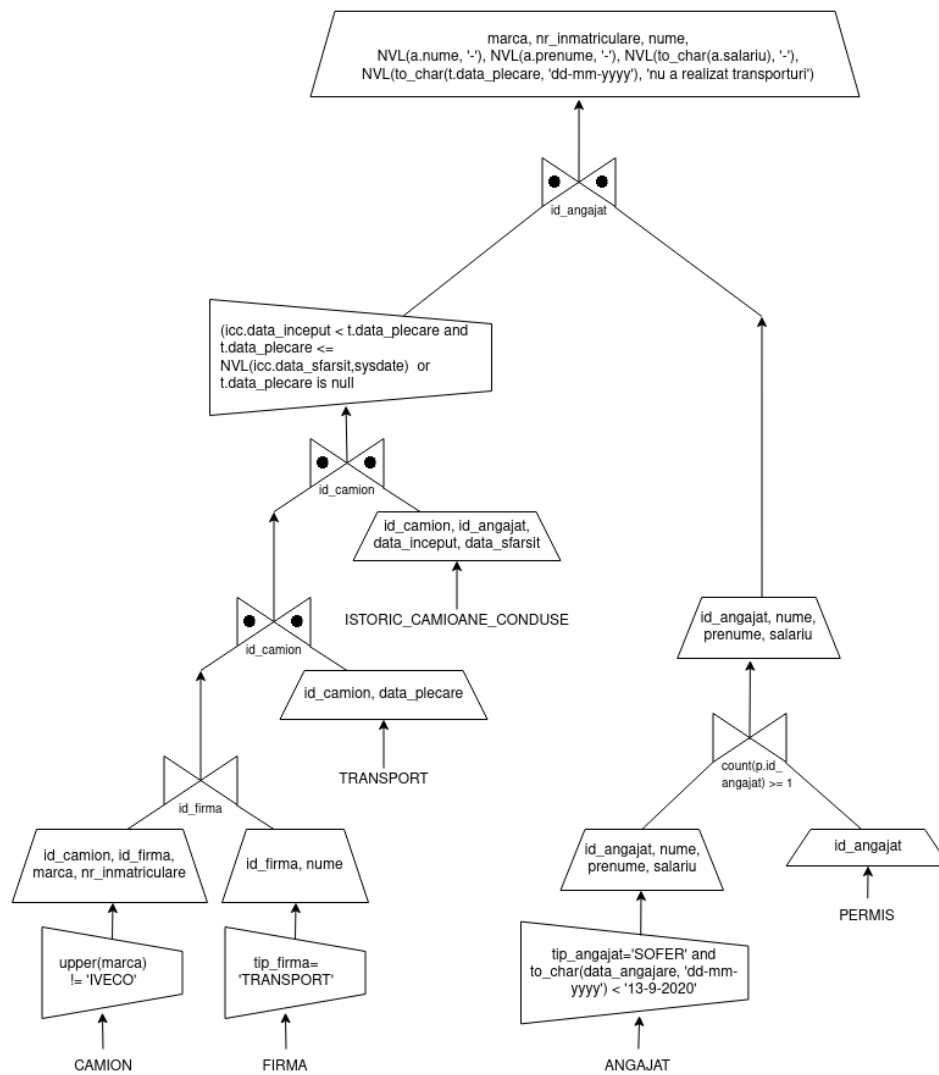 marca, nr_inmatriculare, nume,
NVL(a.nume, '-'), NVL(a.prenume, '-'), NVL(to_char(a.salariu), '-'),
NVL(to_char(t.data_plecare, 'dd-mm-yyyy'), 'nu a realizat transporturi')
id_angajat
(icc.data_inceput < t.data_plecare and
t.data_plecare <=
NVL(icc.data_sfarsit,sysdate) or
t.data_plecare is null
id_camion
id_camion, id_angajat,
data_inceput, data_sfarsit
ISTORIC_CAMIOANE_CONDUSE
id_angajat, nume,
prenume, salariu
id_camion
id_camion, data_plecare
TRANSPORT
count(p.id_
angajat) >= 1
id_firma
id_camion, id_firma,
marca, nr_inmatriculare
id_firma, nume
id_angajat, nume,
prenume, salariu
id_angajat
PERMIS
upper(marca)
!= 'IVECO'
tip_firma=
'TRANSPORT'
tip_angajat='SOFER' and
to_char(data_angajare, 'dd-mm-
yyyy') < '13-9-2020'
CAMION
FIRMA
ANGAJAT